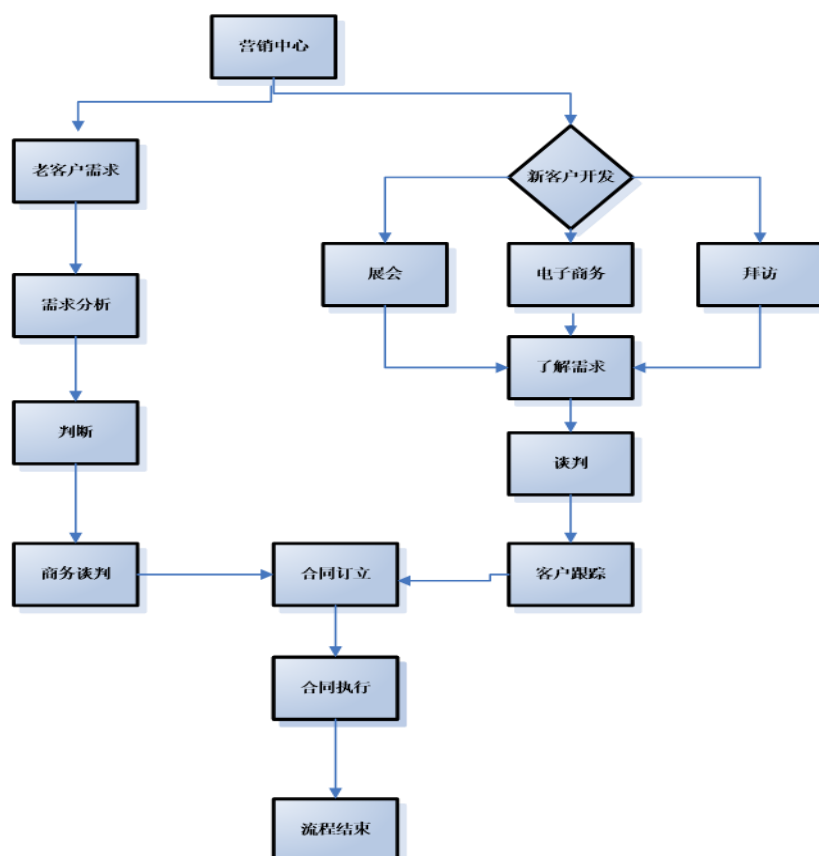 营销中心
老客户需求
新客户开发
展会
电子商务
拜访
需求分析
了解需求
判断
谈判
商务谈判
合同订立
客户跟踪
合同执行
流程结束